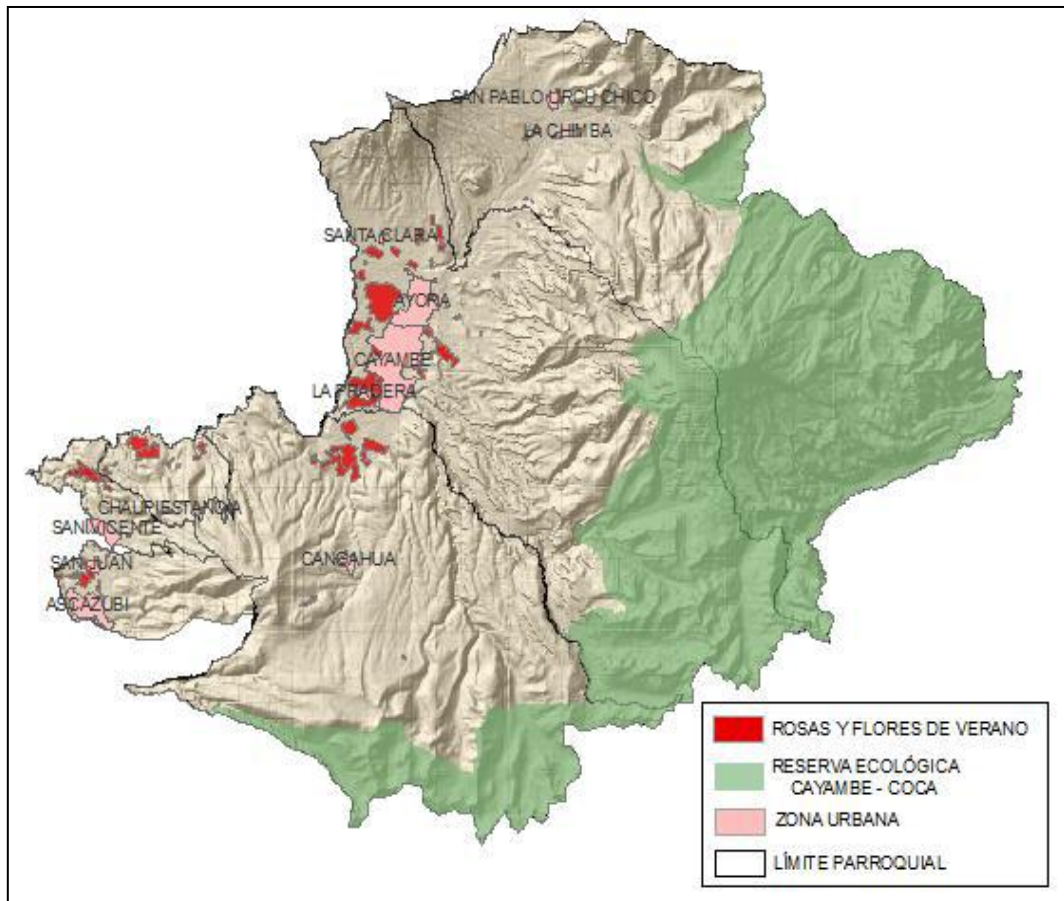 SAN PABLO URCU CHICO
LA CHIMBA
SANTA CLARA
AYORA
CAYAMBE
LA PRADERA
CHAUPIESTANCIA
SAN VICENTE
SAN JUAN
CANGAHUA
ASCAZUBI
ROSAS Y FLORES DE VERANO
RESERVA ECOLÓGICA
CAYAMBE - COCA
ZONA URBANA
LÍMITE PARROQUIAL